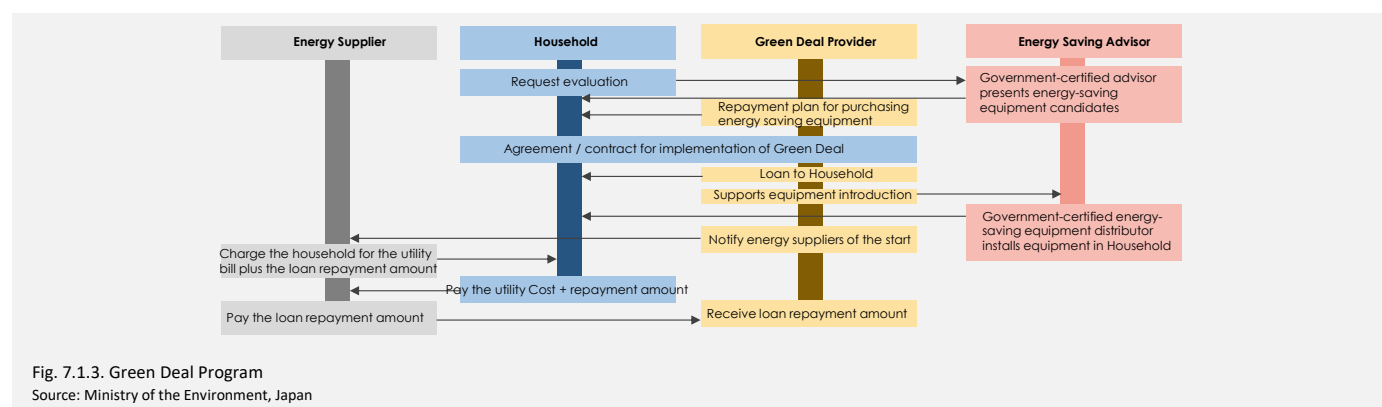 Energy Supplier
Household
Green Deal Provider
Energy Saving Advisor
Request evaluation
Government-certified advisor
presents energy-saving
equipment candidates
Repayment plan for purchasing
energy saving equipment
Agreement / contract for implementation of Green Deal
Loan to Household
Supports equipment introduction
Government-certified energy-
saving equipment distributor
installs equipment in Household
Notify energy suppliers of the start
Charge the household for the utility
bill plus the loan repayment amount
Pay the utility Cost + repayment amount
Pay the loan repayment amount
Receive loan repayment amount
Fig. 7.1.3. Green Deal Program
Source: Ministry of the Environment, Japan